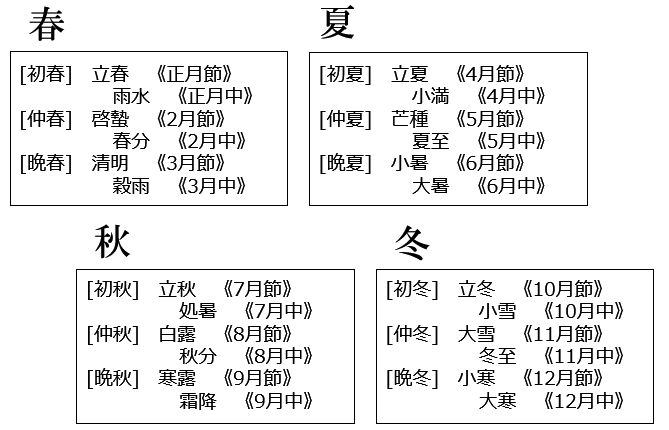 春
[初春] 立春 《正月節》
雨水 《正月中》
[仲春] 啓蟄 《2月節》
春分 《2月中》
[晩春] 清明 《3月節》
穀雨 《3月中》
夏
[初夏] 立夏 《4月節》
小満 《4月中》
[仲夏] 芒種 《5月節》
夏至 《5月中》
[晩夏] 小暑 《6月節》
大暑 《6月中》
秋
[初秋] 立秋 《7月節》
処暑 《7月中》
[仲秋] 白露 《8月節》
秋分 《8月中》
[晩秋] 寒露 《9月節》
霜降 《9月中》
冬
[初冬] 立冬 《10月節》
小雪 《10月中》
[仲冬] 大雪 《11月節》
冬至 《11月中》
[晩冬] 小寒 《12月節》
大寒 《12月中》